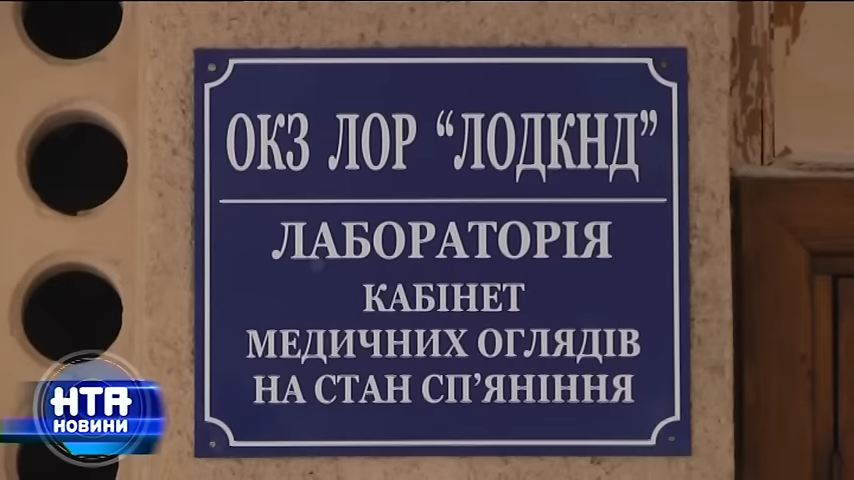 ОКЗ ЛОР “ЛОДКНД”
ЛАБОРАТОРІЯ
КАБІНЕТ
МЕДИЧНИХ ОГЛЯДІВ
НА СТАН СП’ЯНІННЯ
НТА
НОВИНИ